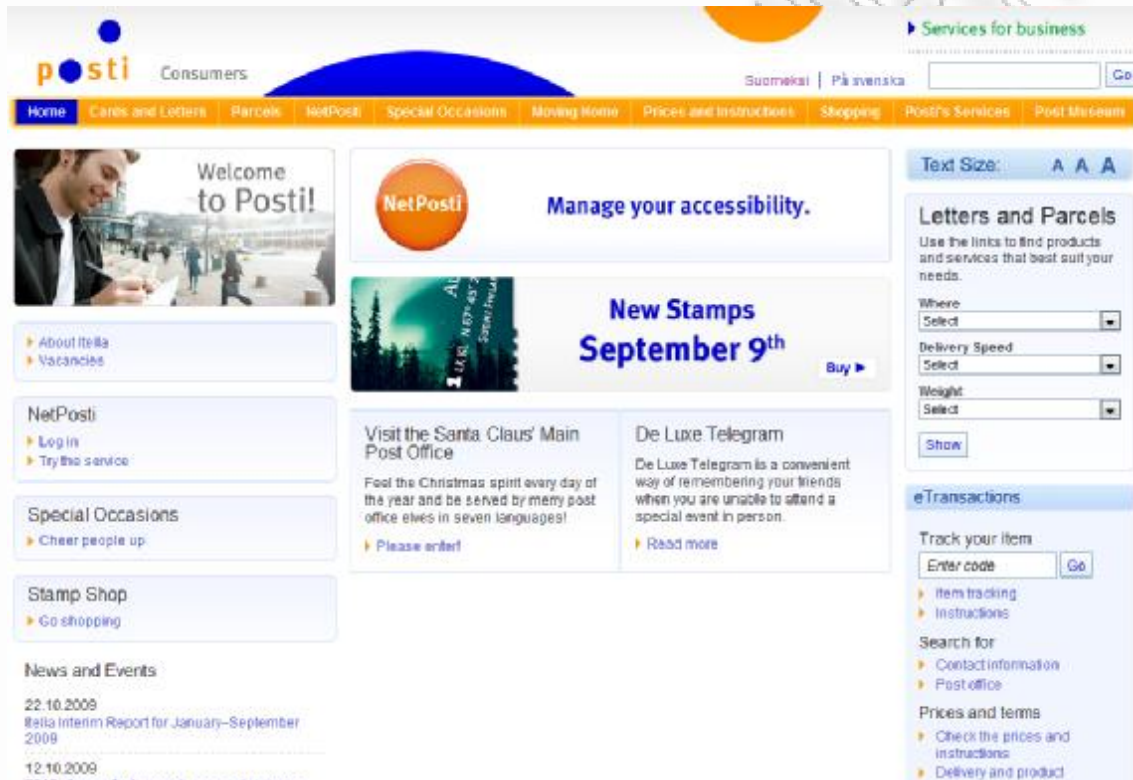 Services for business
posti Consumers
Suomeksi | På svenska
Go
Home Cards and Letters Parcels NetPosti Special Occasions Moving Home Prices and Instructions Shopping Posti's Services Post Museum
Welcome
to Posti!
About Itella
Vacancies
NetPosti
Log in
Try the service
Special Occasions
Cheer people up
Stamp Shop
Go shopping
News and Events
22.10.2009
Itella Interim Report for January–September
2009
12.10.2009
NetPosti
Manage your accessibility.
New Stamps
September 9th
Buy
Visit the Santa Claus' Main
Post Office
Feel the Christmas spirit every day of
the year and be served by merry post
office elves in seven languages!
Please enter!
De Luxe Telegram
De Luxe Telegram is a convenient
way of remembering your friends
when you are unable to attend a
special event in person.
Read more
Text Size: A A A
Letters and Parcels
Use the links to find products
and services that best suit your
needs.
Where
Select
Delivery Speed
Select
Weight
Select
Show
eTransactions
Track your item
Enter code Go
Item tracking
Instructions
Search for
Contact information
Post office
Prices and terms
Check the prices and
instructions
Delivery and product